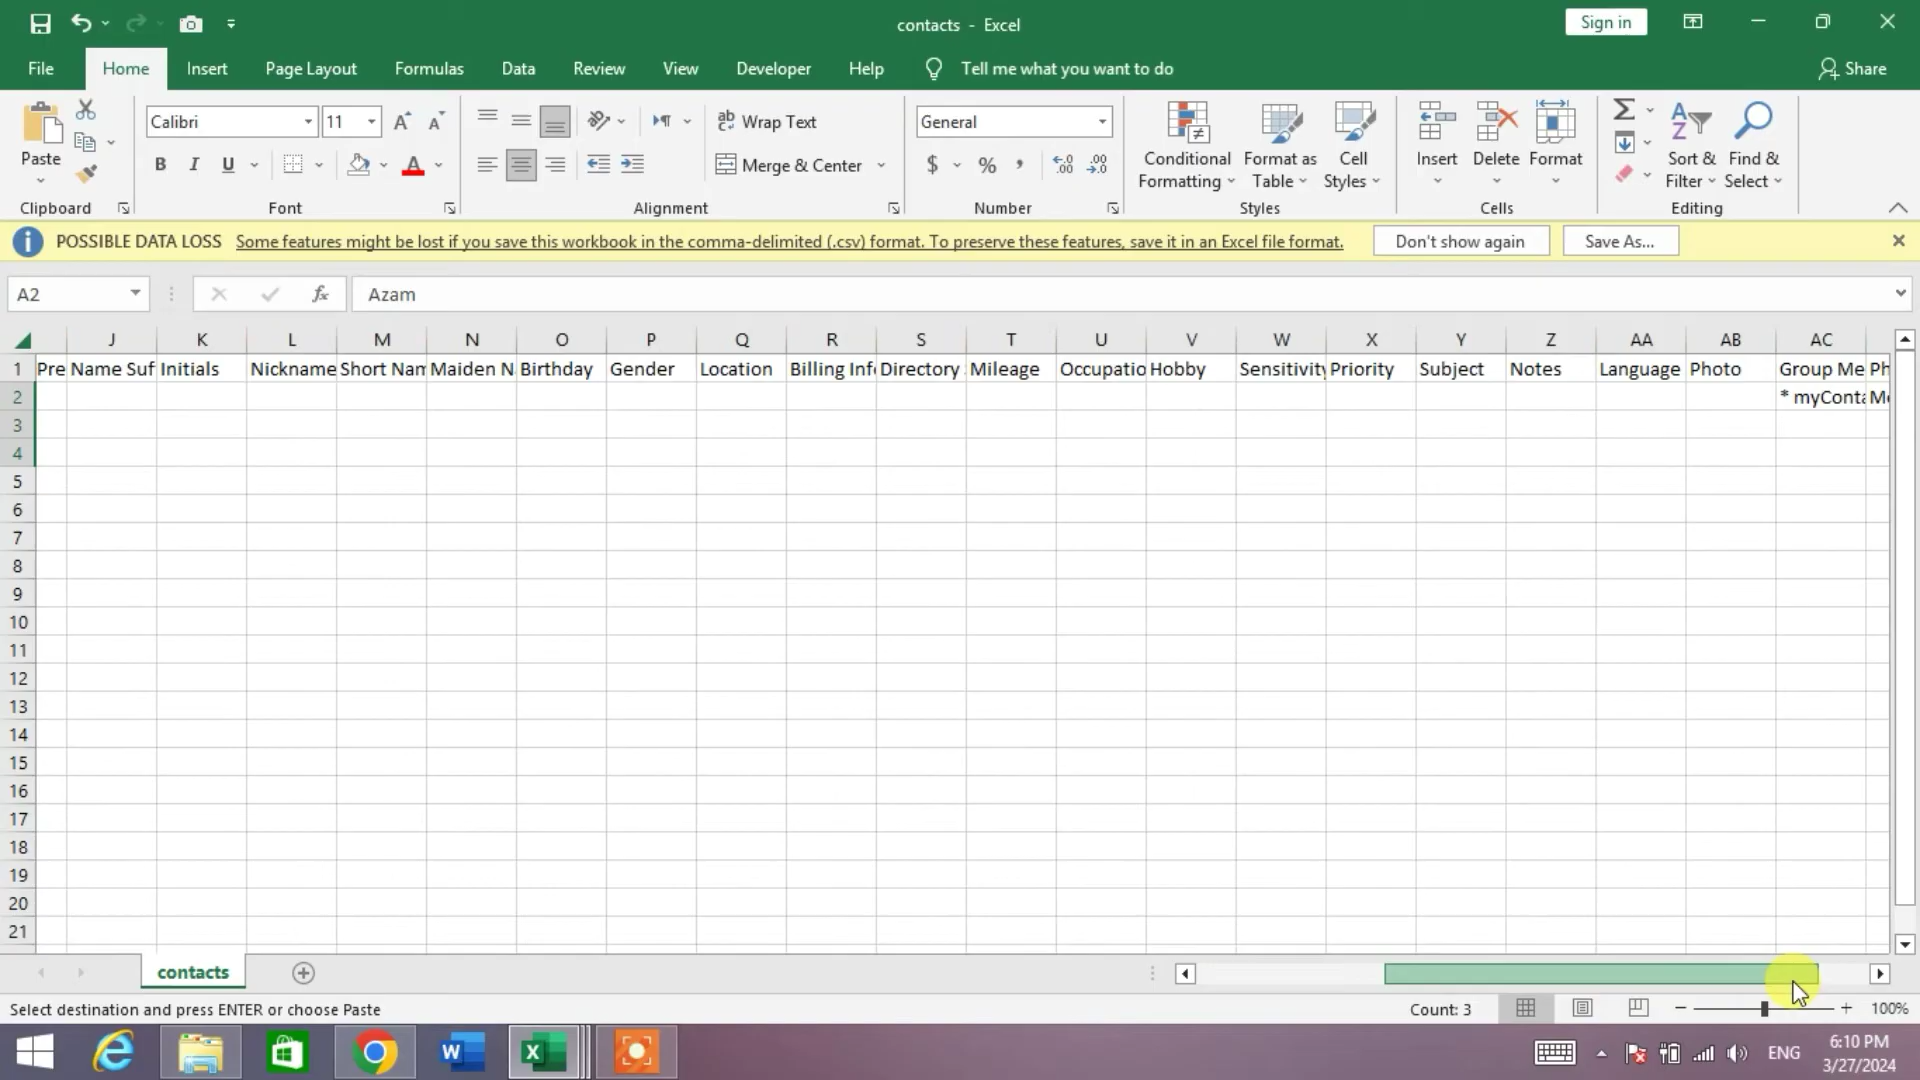 contacts - Excel
Sign in
File Home Insert Page Layout Formulas Data Review View Developer Help Tell me what you want to do Share
Paste
Calibri 11
B I U
Wrap Text
Merge & Center
General
$ % ,
Conditional Formatting
Format as Table
Cell Styles
Insert Delete Format
Sort & Filter
Find & Select
Clipboard Font Alignment Number Styles Cells Editing
POSSIBLE DATA LOSS Some features might be lost if you save this workbook in the comma-delimited (.csv) format. To preserve these features, save it in an Excel file format. Don't show again Save As...
A2 fx Azam
J K L M N O P Q R S T U V W X Y Z AA AB AC
1 Pre Name Suf Initials Nickname Short Nam Maiden N Birthday Gender Location Billing Inf Directory Mileage Occupatio Hobby Sensitivity Priority Subject Notes Language Photo Group Me Ph
2 * myConta Mo
3
4
5
6
7
8
9
10
11
12
13
14
15
16
17
18
19
20
21
contacts
Select destination and press ENTER or choose Paste Count: 3 100%
ENG
6:10 PM
3/27/2024